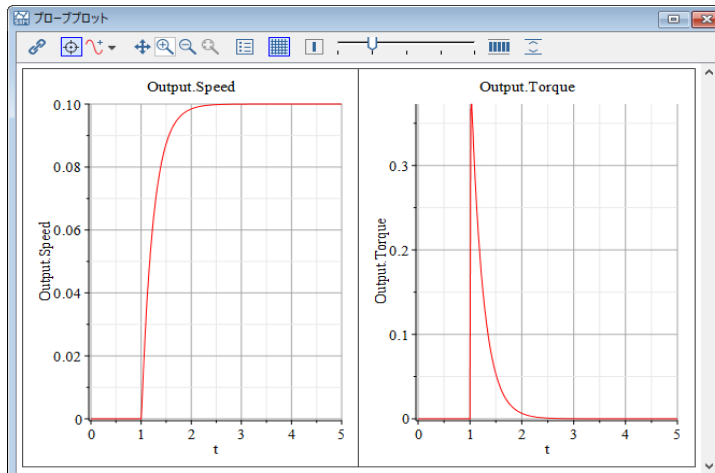 プローブプロット
Output.Speed
0.10
0.08
0.06
0.04
0.02
0
Output.Speed
0 1 2 3 4 5
t
Output.Torque
0.3
0.2
0.1
0
Output.Torque
0 1 2 3 4 5
t